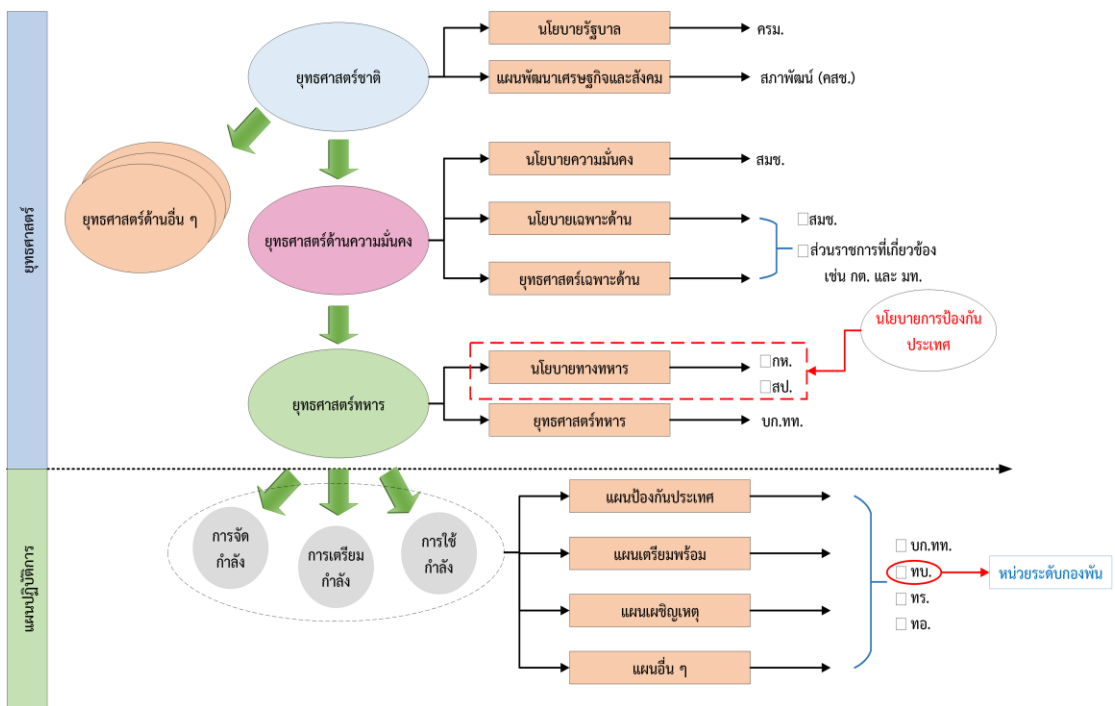 ยุทธศาสตร์
ยุทธศาสตร์ชาติ
นโยบายรัฐบาล
ครม.
แผนพัฒนาเศรษฐกิจและสังคม
สภาพัฒน์ (คสช.)
ยุทธศาสตร์ด้านอื่น ๆ
ยุทธศาสตร์ด้านความมั่นคง
นโยบายความมั่นคง
สมช.
นโยบายเฉพาะด้าน
ยุทธศาสตร์เฉพาะด้าน
□สมช.
□ส่วนราชการที่เกี่ยวข้อง
เช่น กต. และ มท.
นโยบายการป้องกัน
ประเทศ
ยุทธศาสตร์ทหาร
นโยบายทางทหาร
□กห.
□สป.
ยุทธศาสตร์ทหาร
บก.ทท.
แผนปฏิบัติการ
การจัด
กำลัง
การเตรียม
กำลัง
การใช้
กำลัง
แผนป้องกันประเทศ
แผนเตรียมพร้อม
แผนเผชิญเหตุ
แผนอื่น ๆ
□ บก.ทท.
□ ทบ.
□ ทร.
□ ทอ.
หน่วยระดับกองพัน